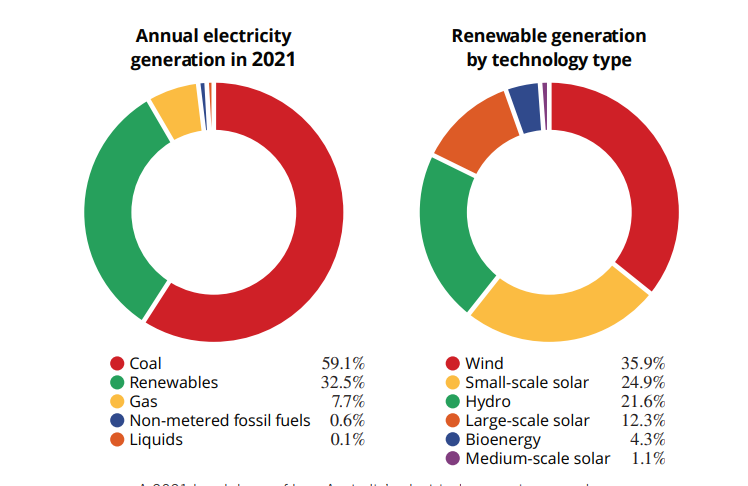 Annual electricity
generation in 2021
Coal 59.1%
Renewables 32.5%
Gas 7.7%
Non-metered fossil fuels 0.6%
Liquids 0.1%
Renewable generation
by technology type
Wind 35.9%
Small-scale solar 24.9%
Hydro 21.6%
Large-scale solar 12.3%
Bioenergy 4.3%
Medium-scale solar 1.1%